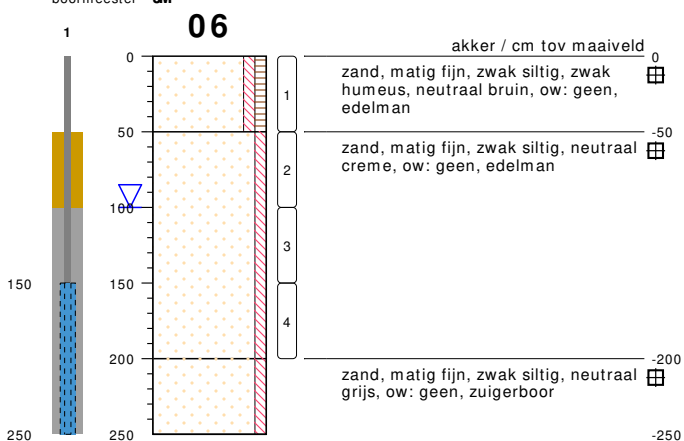 boormeester
06
1
akker / cm tov maaiveld
0
0
1
zand, matig fijn, zwak siltig, zwak
humeus, neutraal bruin, ow: geen,
edelman
50
-50
2
zand, matig fijn, zwak siltig, neutraal
creme, ow: geen, edelman
100
3
150
150
4
200
-200
zand, matig fijn, zwak siltig, neutraal
grijs, ow: geen, zuigerboor
250
250
-250